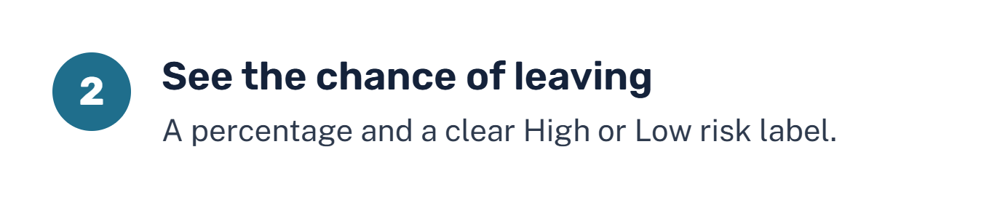 2
See the chance of leaving
A percentage and a clear High or Low risk label.